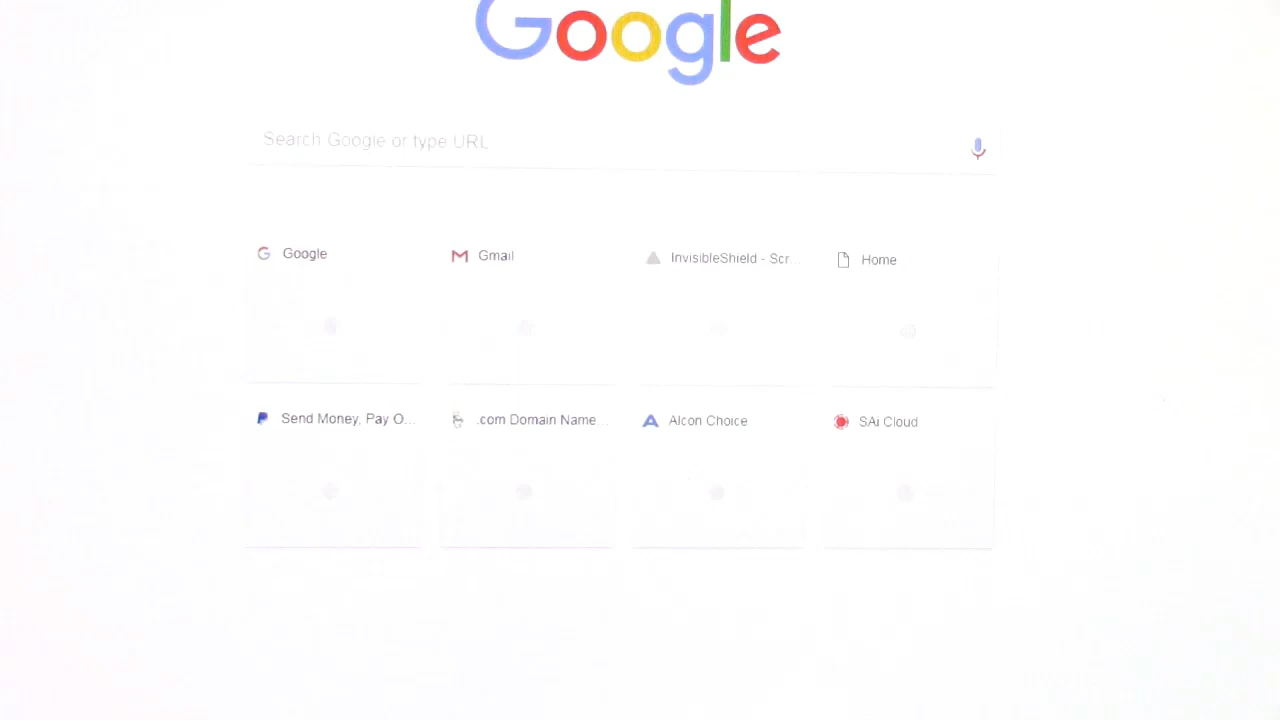 Google
Search Google or type URL
Google
Gmail
InvisibleShield - Scr...
Home
Send Money, Pay O...
.com Domain Name...
Alcon Choice
SAi Cloud